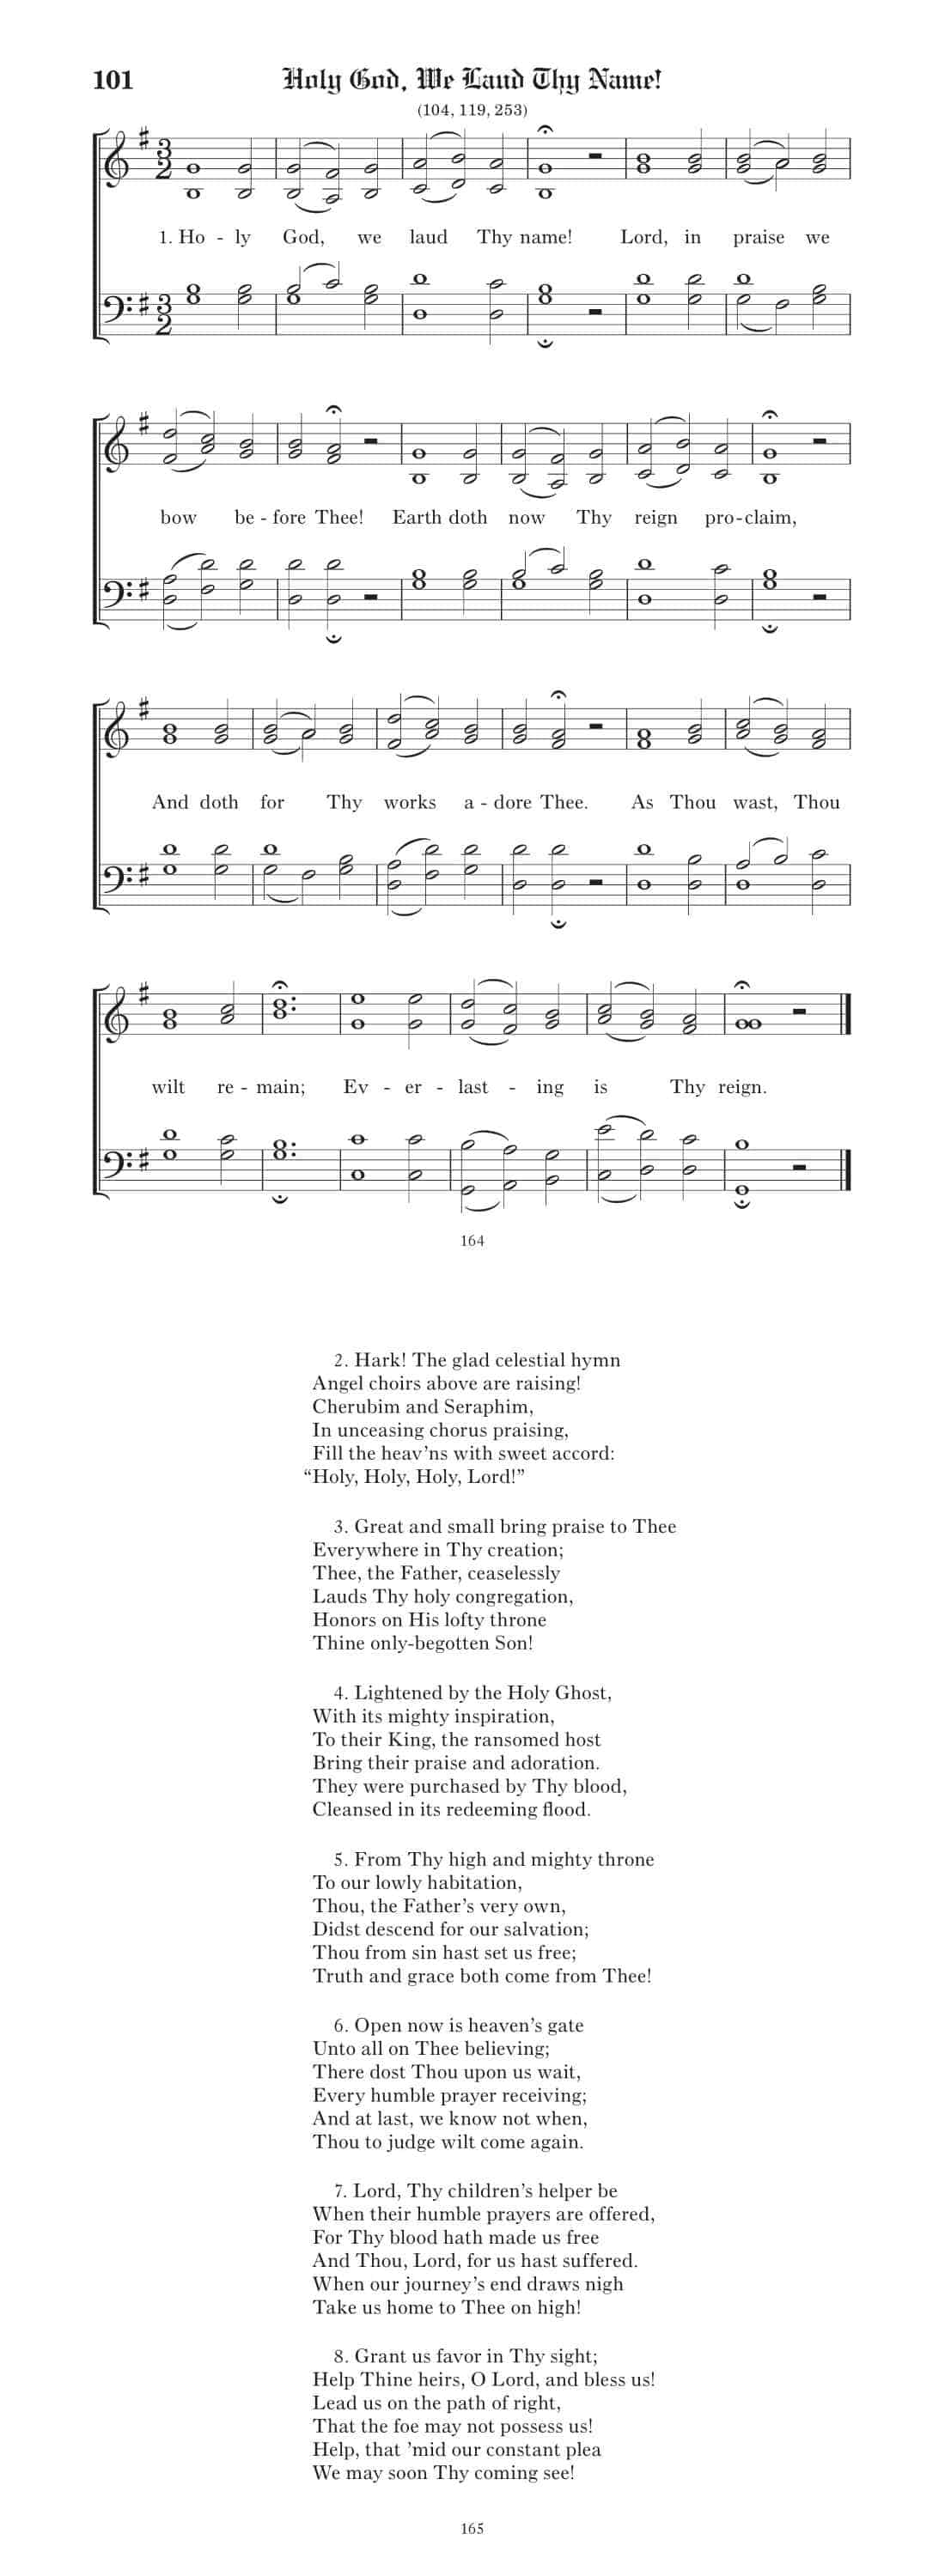 101 Holy God, We Laud Thy Name!
(104, 119, 253)
1. Ho - ly God, we laud Thy name! Lord, in praise we
bow be - fore Thee! Earth doth now Thy reign pro - claim,
And doth for Thy works a - dore Thee. As Thou wast, Thou
wilt re - main; Ev - er - last - ing is Thy reign.
164
2. Hark! The glad celestial hymn
Angel choirs above are raising!
Cherubim and Seraphim,
In unceasing chorus praising,
Fill the heav’ns with sweet accord:
“Holy, Holy, Holy, Lord!”
3. Great and small bring praise to Thee
Everywhere in Thy creation;
Thee, the Father, ceaselessly
Lauds Thy holy congregation,
Honors on His lofty throne
Thine only-begotten Son!
4. Lightened by the Holy Ghost,
With its mighty inspiration,
To their King, the ransomed host
Bring their praise and adoration.
They were purchased by Thy blood,
Cleansed in its redeeming flood.
5. From Thy high and mighty throne
To our lowly habitation,
Thou, the Father’s very own,
Didst descend for our salvation;
Thou from sin hast set us free;
Truth and grace both come from Thee!
6. Open now is heaven’s gate
Unto all on Thee believing;
There dost Thou upon us wait,
Every humble prayer receiving;
And at last, we know not when,
Thou to judge wilt come again.
7. Lord, Thy children’s helper be
When their humble prayers are offered,
For Thy blood hath made us free
And Thou, Lord, for us hast suffered.
When our journey’s end draws nigh
Take us home to Thee on high!
8. Grant us favor in Thy sight;
Help Thine heirs, O Lord, and bless us!
Lead us on the path of right,
That the foe may not possess us!
Help, that ’mid our constant plea
We may soon Thy coming see!
165